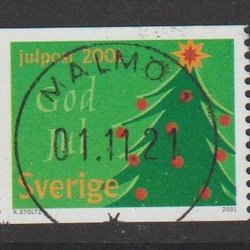 julpost 2001
MALMÖ
God
Jul
01.11.21
Sverige
R.STOLTZ 2001